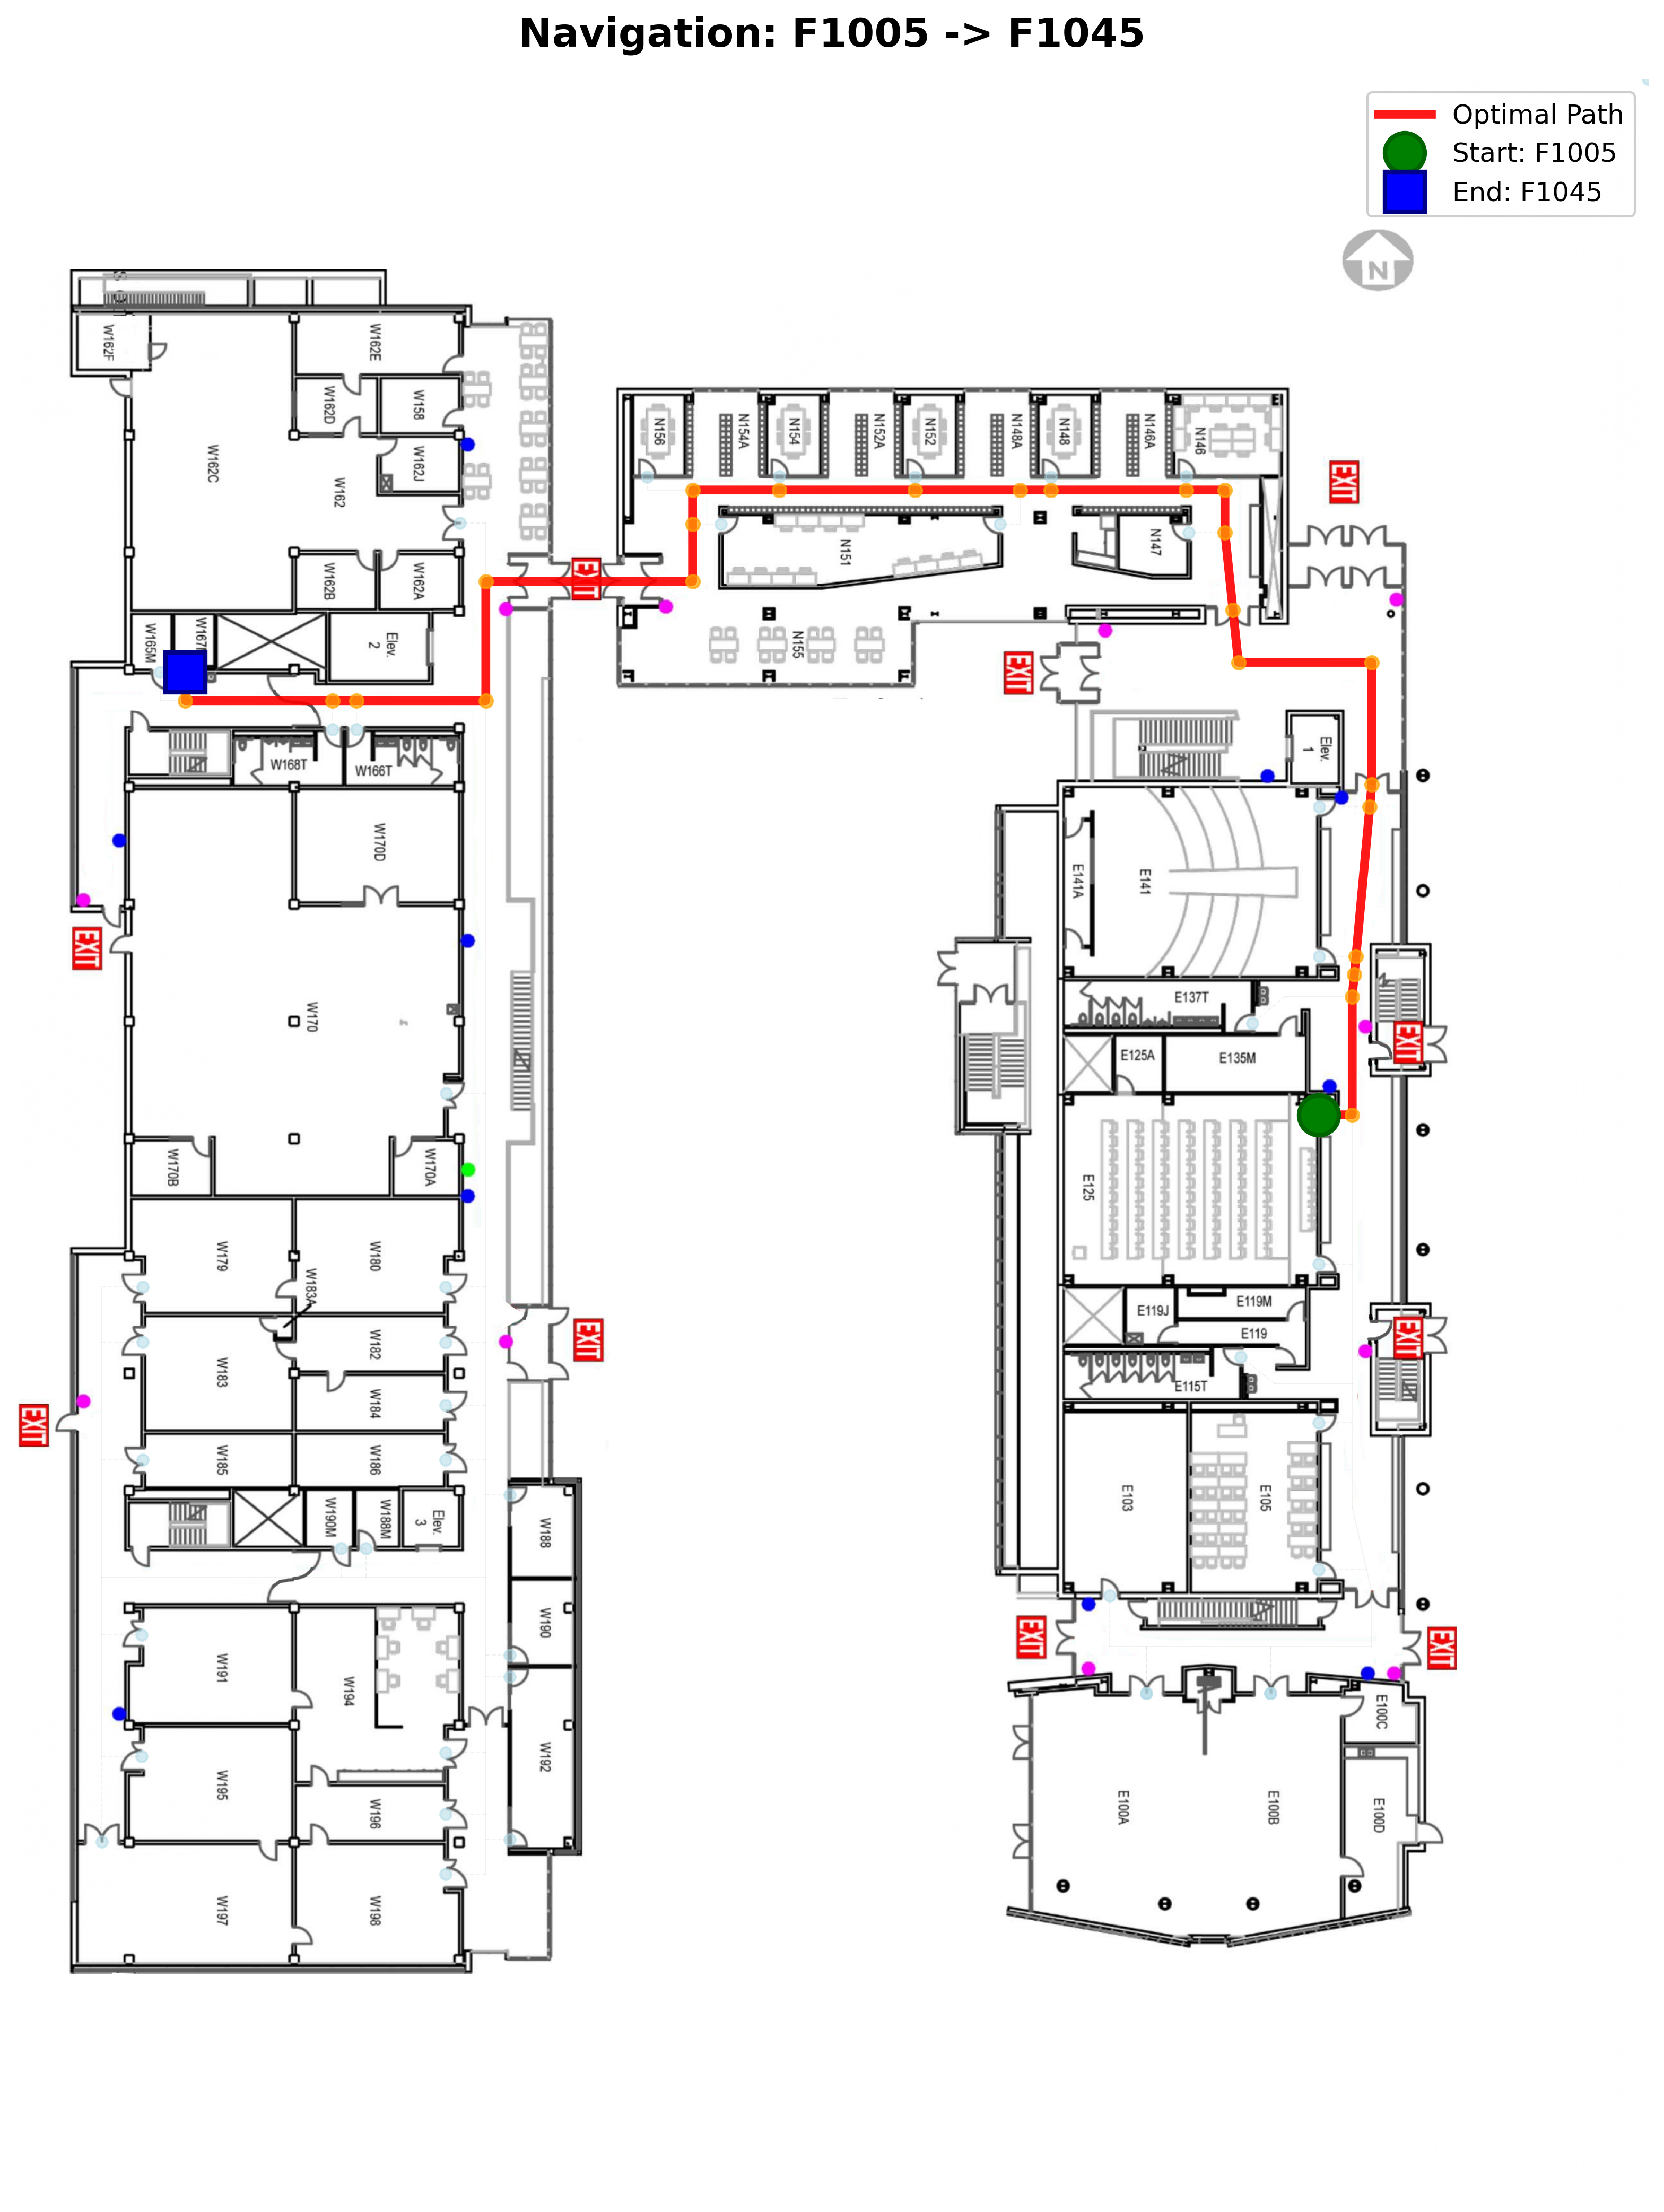 Navigation: F1005 -> F1045
Optimal Path
Start: F1005
End: F1045
N
W162F
W162E
W162D
W158
W162C
W162
W162J
W162B
W162A
W165M
Elev.
2
W168T
W166T
W170D
W170
W170B
W170A
W179
W180
W183A
W183
W182
W184
W185
W186
W190M
W188M
Elev.
3
W188
W190
W192
W191
W194
W195
W196
W197
W198
EXIT
EXIT
EXIT
EXIT
N156
N154A
N154
N152A
N152
N148A
N148
N146A
N146
N151
N147
N155
EXIT
EXIT
Elev.
1
E141A
E141
E137T
E125A
E135M
EXIT
E125
E119J
E119M
E119
EXIT
E115T
E103
E105
EXIT
EXIT
E100C
E100A
E100B
E100D